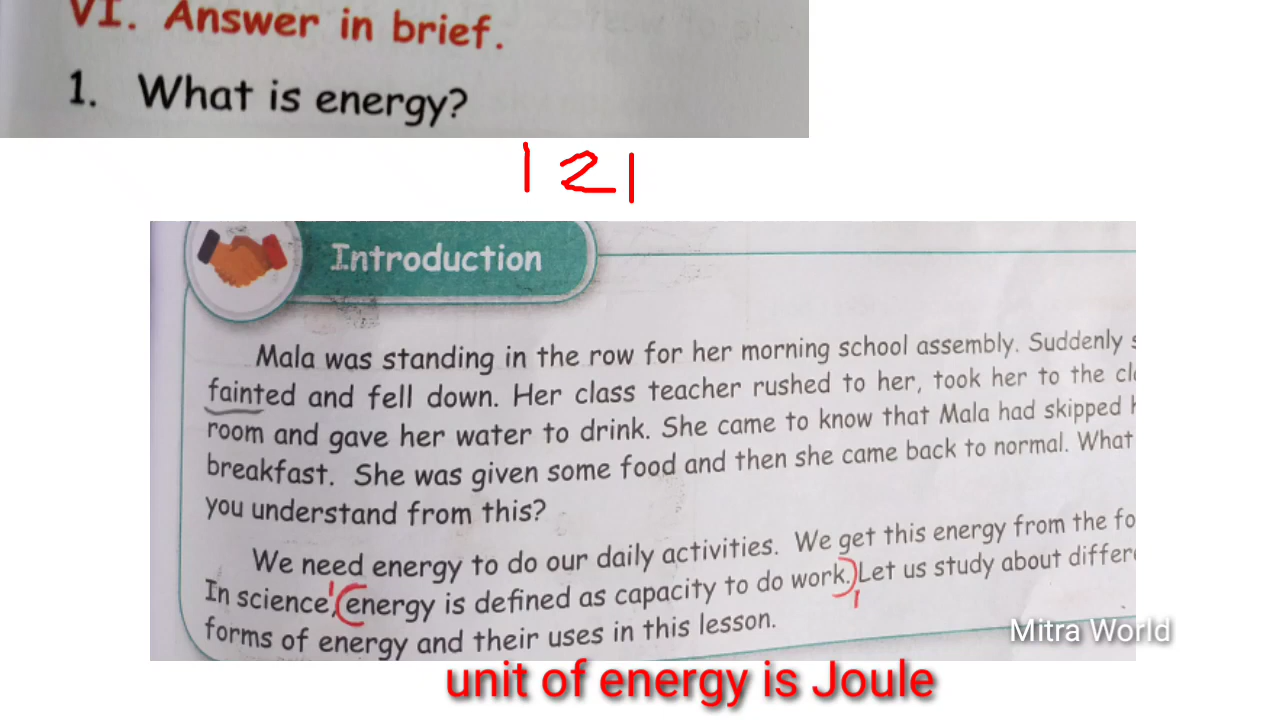 VI. Answer in brief.
1. What is energy?
121
Introduction
Mala was standing in the row for her morning school assembly. Suddenly s
fainted and fell down. Her class teacher rushed to her, took her to the cla
room and gave her water to drink. She came to know that Mala had skipped h
breakfast. She was given some food and then she came back to normal. What
you understand from this?
We need energy to do our daily activities. We get this energy from the fo
In science, energy is defined as capacity to do work. Let us study about differe
forms of energy and their uses in this lesson.
Mitra World
unit of energy is Joule